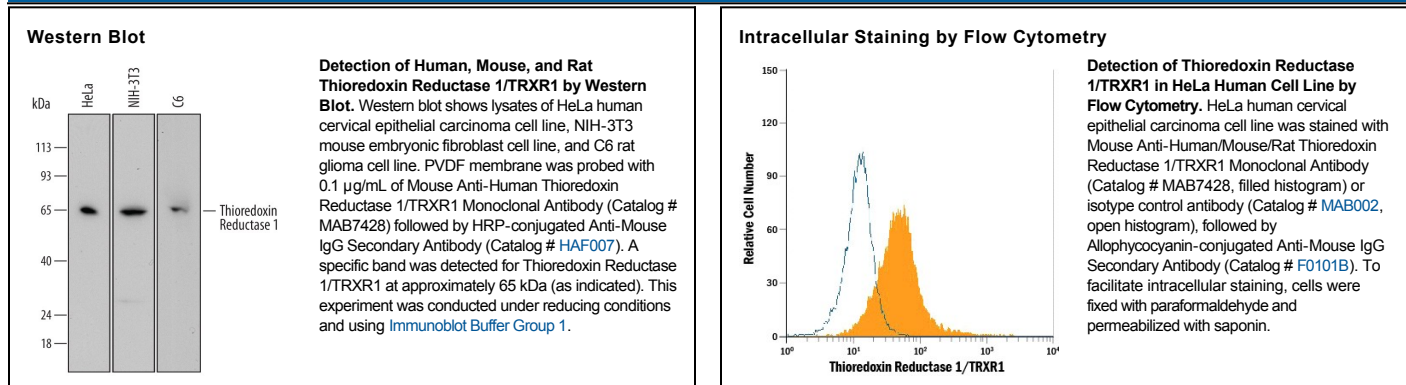 Western Blot
kDa
HeLa
NIH-3T3
C6
113
93
65
40
24
18
Thioredoxin
Reductase 1
Detection of Human, Mouse, and Rat
Thioredoxin Reductase 1/TRXR1 by Western
Blot. Western blot shows lysates of HeLa human
cervical epithelial carcinoma cell line, NIH-3T3
mouse embryonic fibroblast cell line, and C6 rat
glioma cell line. PVDF membrane was probed with
0.1 µg/mL of Mouse Anti-Human Thioredoxin
Reductase 1/TRXR1 Monoclonal Antibody (Catalog #
MAB7428) followed by HRP-conjugated Anti-Mouse
IgG Secondary Antibody (Catalog # HAF007). A
specific band was detected for Thioredoxin Reductase
1/TRXR1 at approximately 65 kDa (as indicated). This
experiment was conducted under reducing conditions
and using Immunoblot Buffer Group 1.
Intracellular Staining by Flow Cytometry
Relative Cell Number
150
120
90
60
30
0
10⁰ 10¹ 10² 10³ 10⁴
Thioredoxin Reductase 1/TRXR1
Detection of Thioredoxin Reductase
1/TRXR1 in HeLa Human Cell Line by
Flow Cytometry. HeLa human cervical
epithelial carcinoma cell line was stained with
Mouse Anti-Human/Mouse/Rat Thioredoxin
Reductase 1/TRXR1 Monoclonal Antibody
(Catalog # MAB7428, filled histogram) or
isotype control antibody (Catalog # MAB002,
open histogram), followed by
Allophycocyanin-conjugated Anti-Mouse IgG
Secondary Antibody (Catalog # F0101B). To
facilitate intracellular staining, cells were
fixed with paraformaldehyde and
permeabilized with saponin.